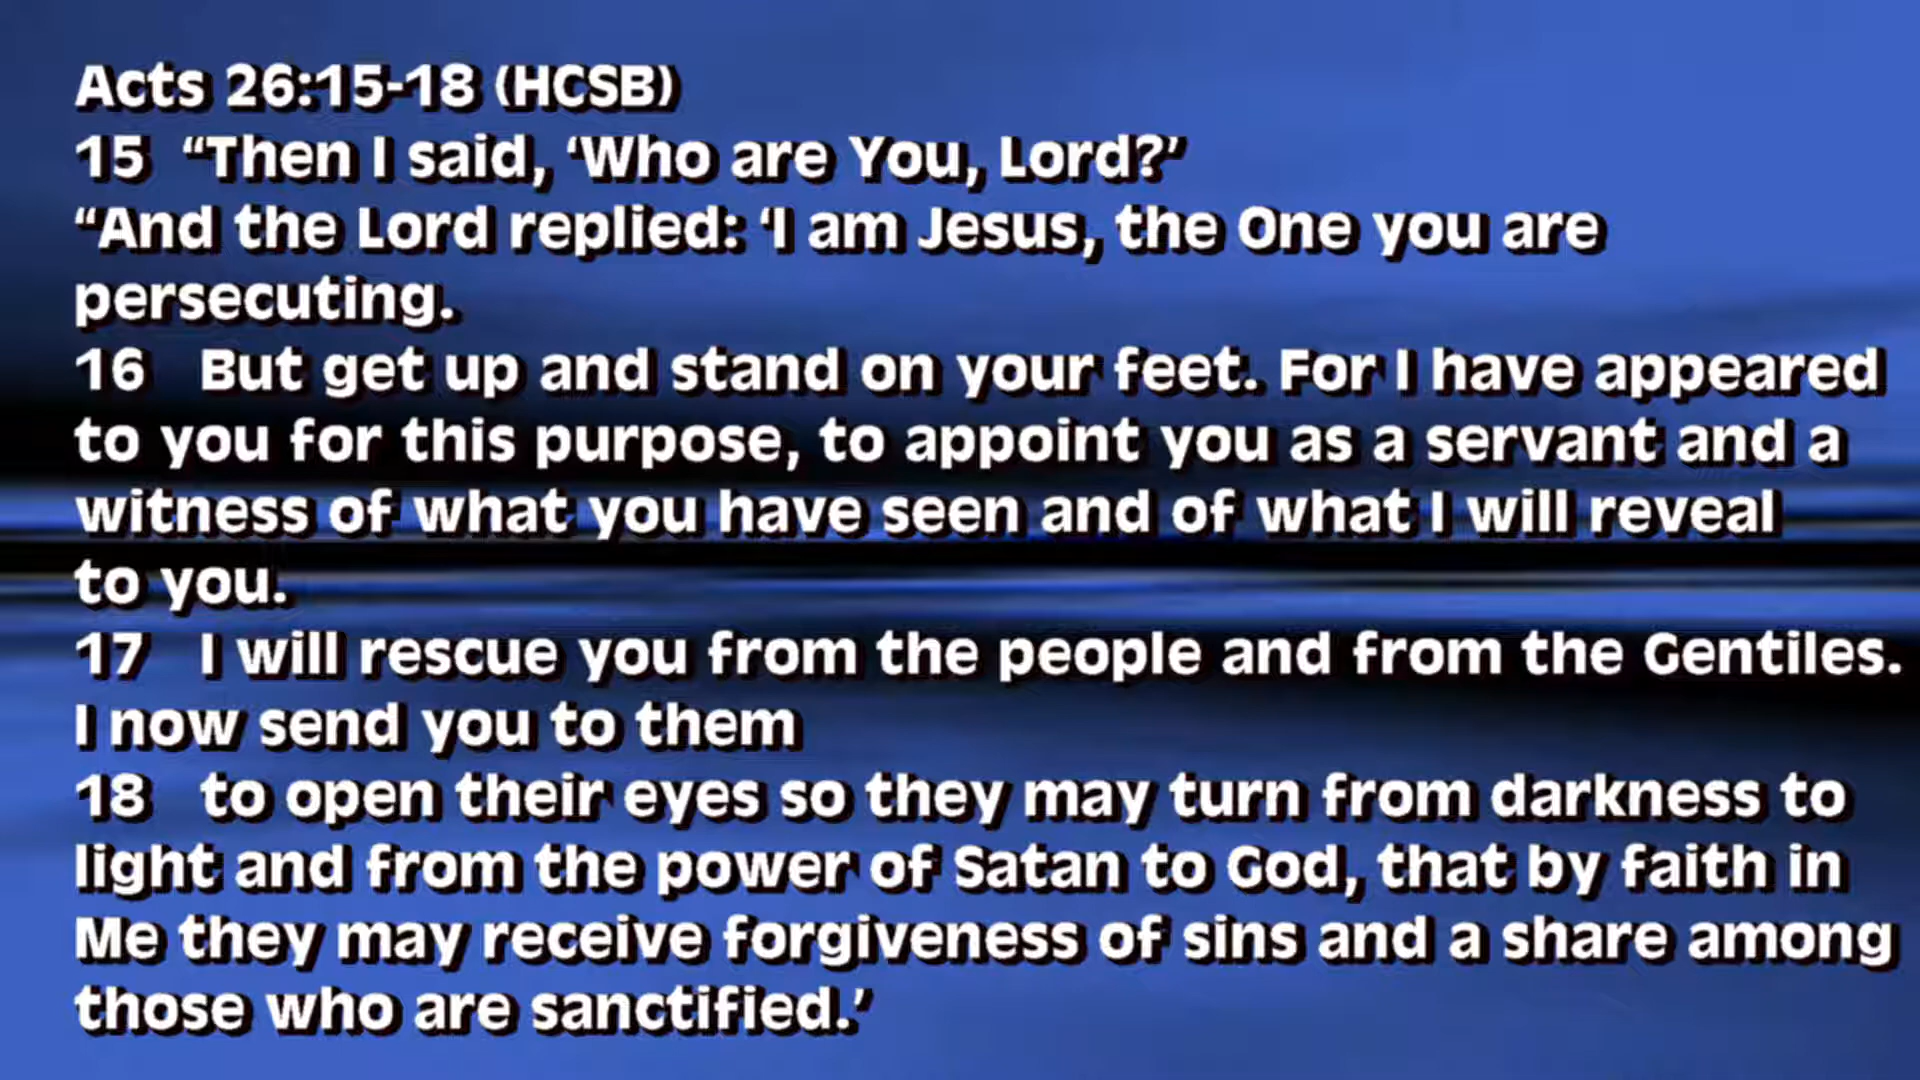 Acts 26:15-18 (HCSB)
15 “Then I said, ‘Who are You, Lord?’
“And the Lord replied: ‘I am Jesus, the One you are
persecuting.
16 But get up and stand on your feet. For I have appeared
to you for this purpose, to appoint you as a servant and a
witness of what you have seen and of what I will reveal
to you.
17 I will rescue you from the people and from the Gentiles.
I now send you to them
18 to open their eyes so they may turn from darkness to
light and from the power of Satan to God, that by faith in
Me they may receive forgiveness of sins and a share among
those who are sanctified.’